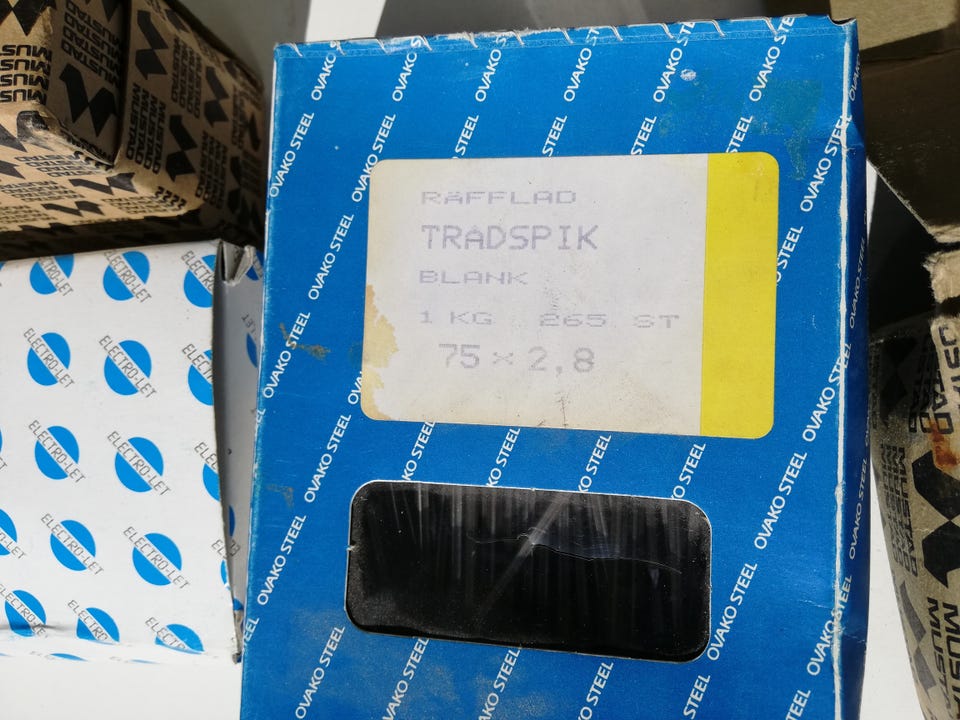 RÄFFLAD
TRADSPIK
BLANK
1 KG 265 ST
75 × 2,8
OVAKO STEEL
ELECTRO-LET
MUSTAD